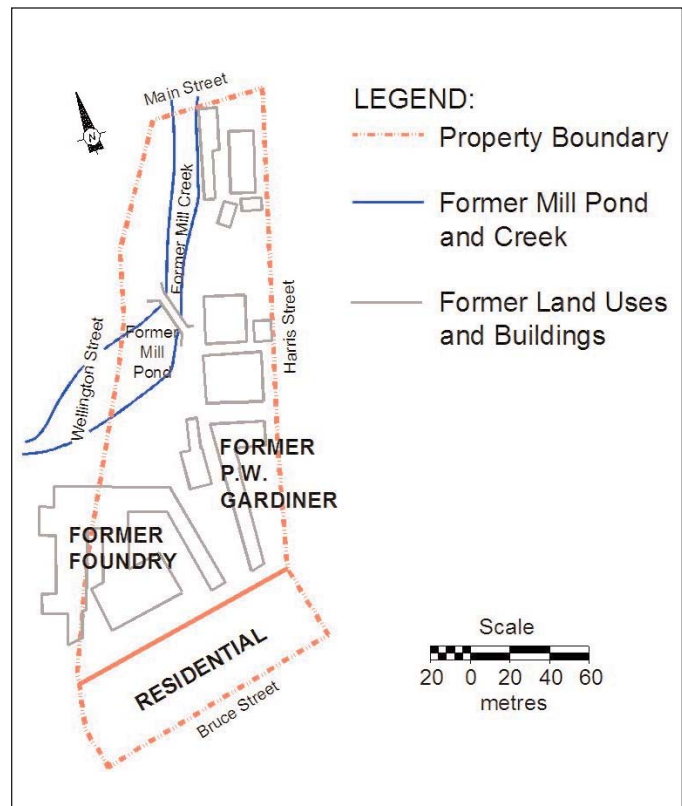 Main Street
N
Former Mill Creek
Harris Street
Wellington Street
Former
Mill
Pond
FORMER
P.W.
GARDINER
FORMER
FOUNDRY
RESIDENTIAL
Bruce Street
LEGEND:
Property Boundary
Former Mill Pond
and Creek
Former Land Uses
and Buildings
Scale
20 0 20 40 60
metres